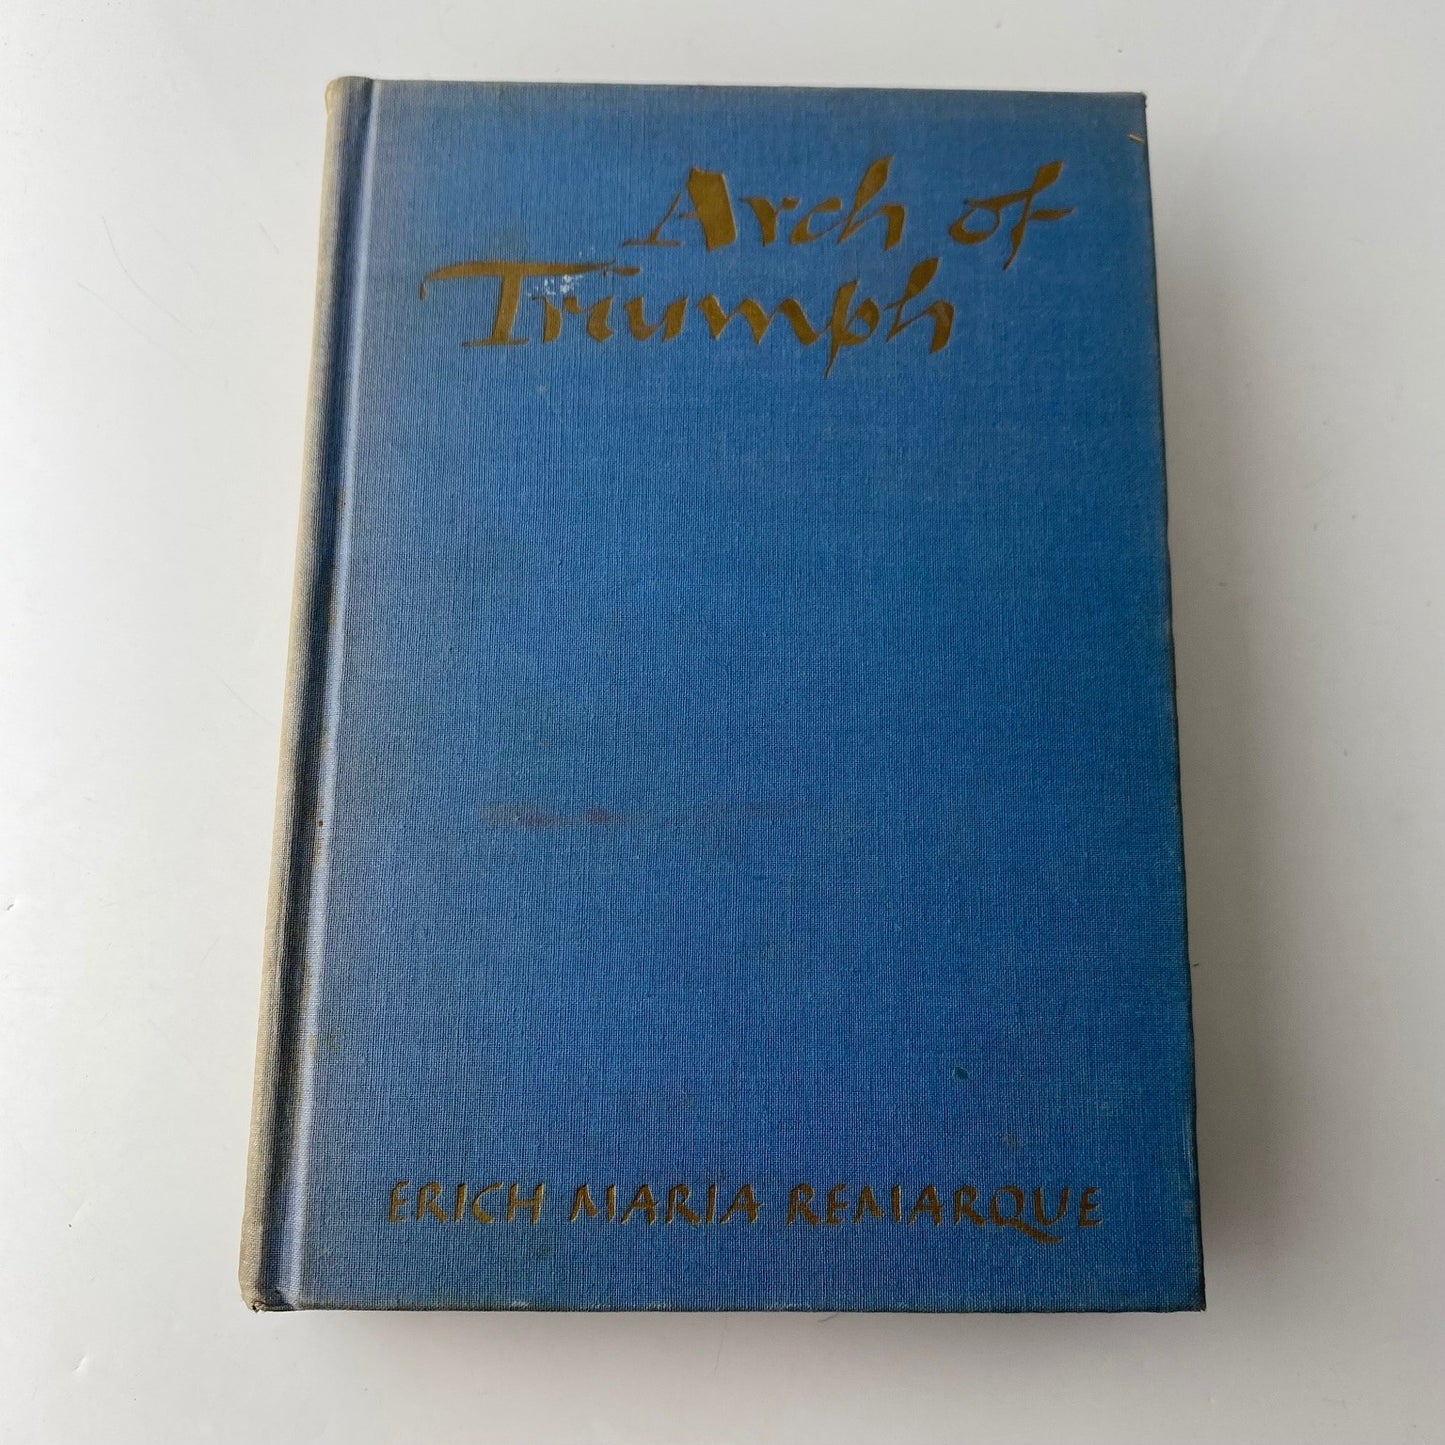 Arch of
Triumph
ERICH MARIA REMARQUE